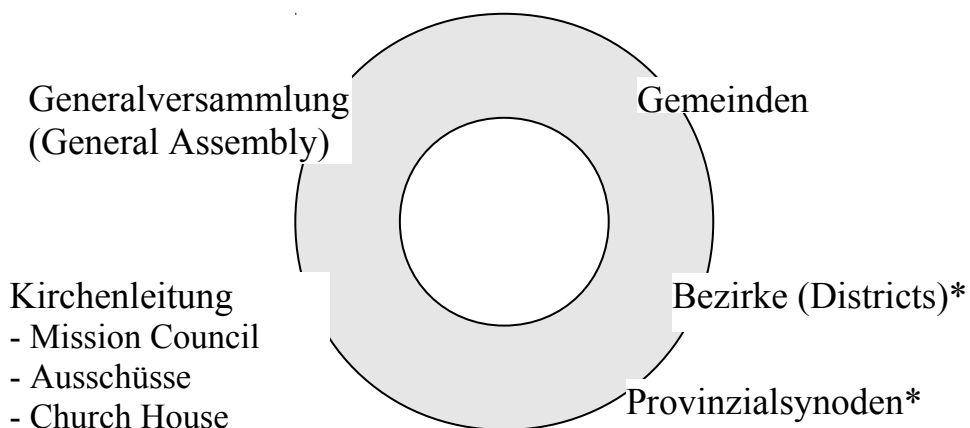 Generalversammlung
(General Assembly)
Gemeinden
Kirchenleitung
- Mission Council
- Ausschüsse
- Church House
Bezirke (Districts)*
Provinzialsynoden*